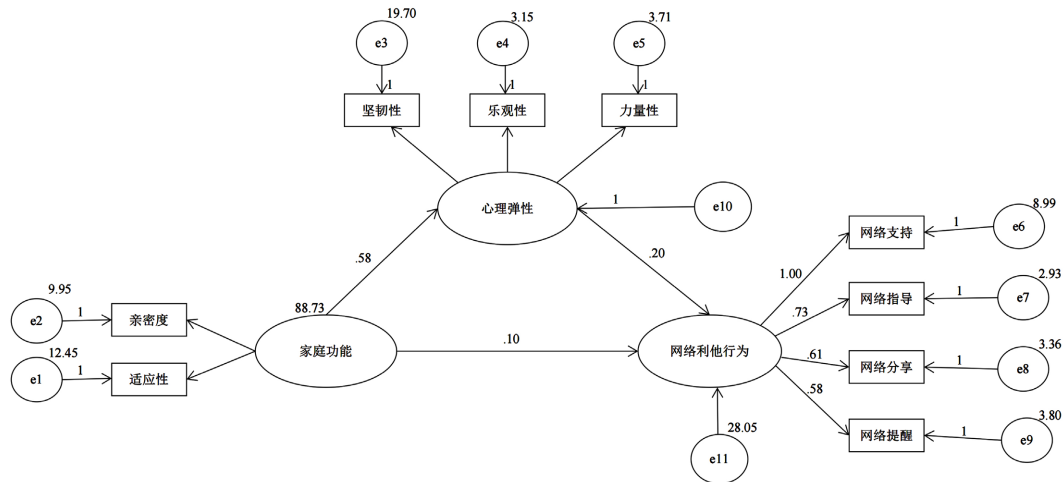 19.70
3.15
3.71
e3
e4
e5
1
1
1
坚韧性
乐观性
力量性
心理弹性
1
e10
8.99
网络支持
1
e6
.58
.20
1.00
2.93
9.95
88.73
网络指导
1
e7
e2
1
亲密度
.73
12.45
家庭功能
.10
网络利他行为
3.36
e1
1
适应性
.61
网络分享
1
e8
.58
3.80
28.05
网络提醒
1
e9
e11